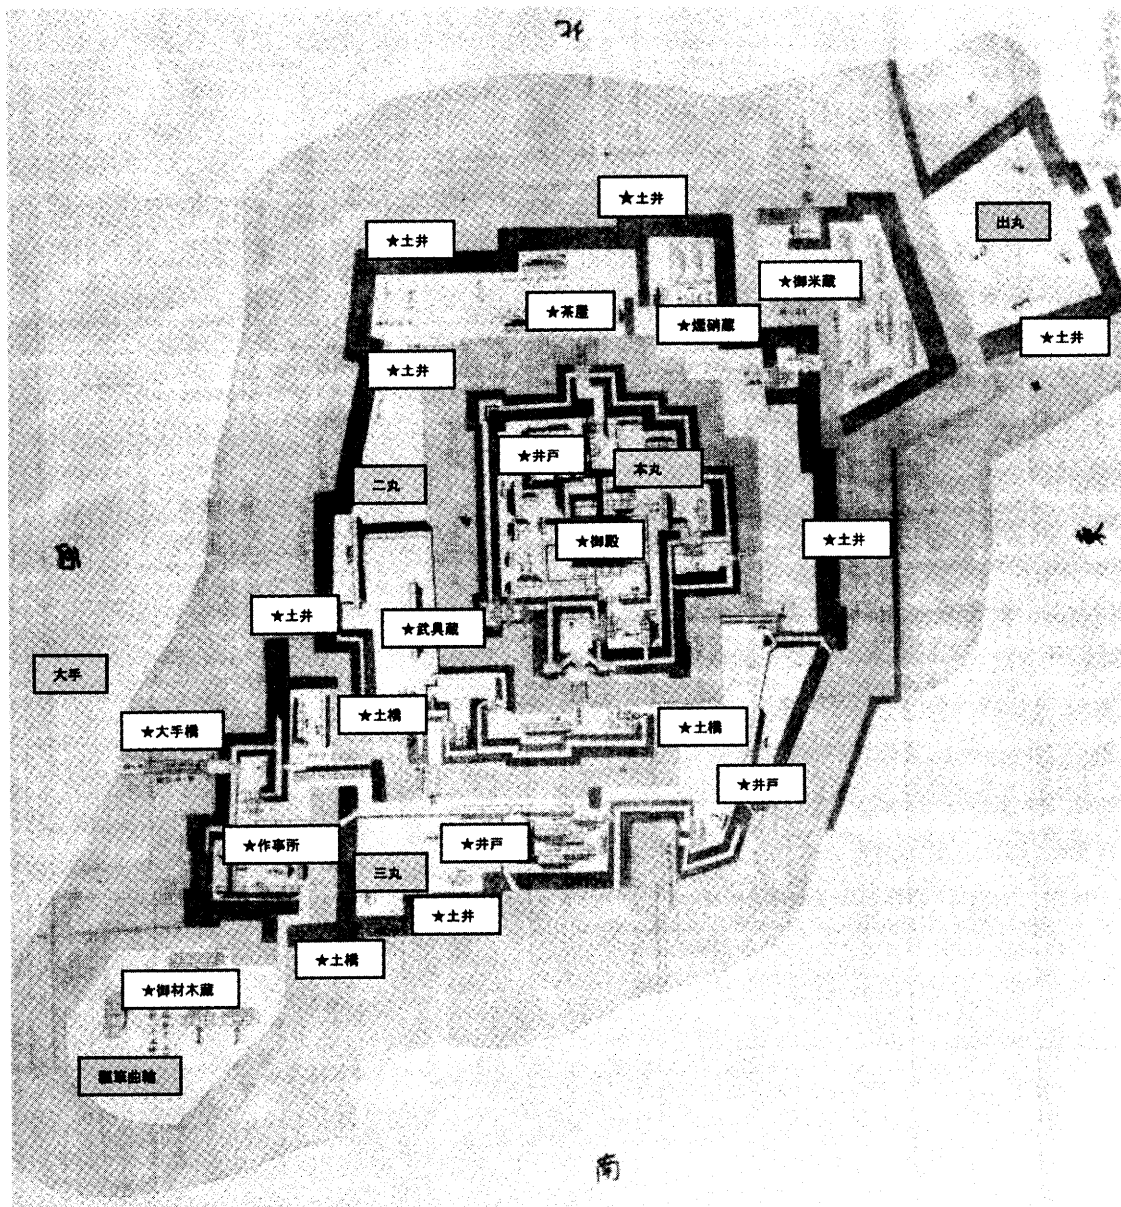 北
★土井
出丸
★土井
★御米蔵
★茶屋
★煙硝蔵
★土井
★土井
★井戸
本丸
二丸
★御殿
★土井
東
西
★土井
★武具蔵
大手
★土橋
★土橋
★大手橋
★井戸
★作事所
★井戸
三丸
★土井
★土橋
★御材木蔵
南